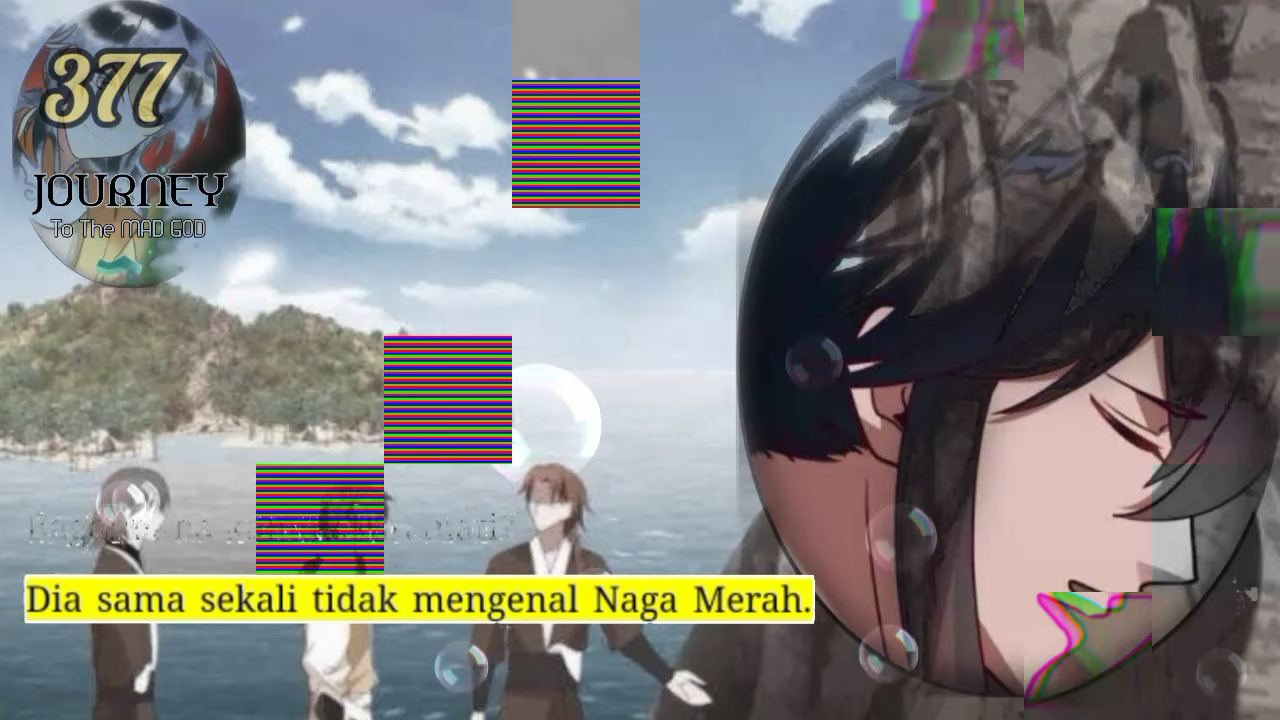 377
JOURNEY
To The MAD GOD
Dia sama sekali tidak mengenal Naga Merah.